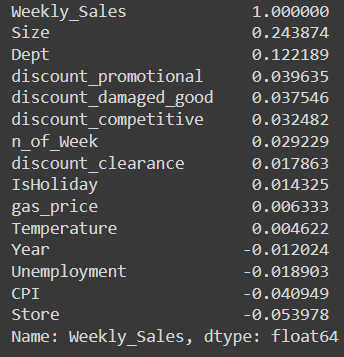 Weekly_Sales 1.000000
Size 0.243874
Dept 0.122189
discount_promotional 0.039635
discount_damaged_good 0.037546
discount_competitive 0.032482
n_of_Week 0.029229
discount_clearance 0.017863
IsHoliday 0.014325
gas_price 0.006333
Temperature 0.004622
Year -0.012024
Unemployment -0.018903
CPI -0.040949
Store -0.053978
Name: Weekly_Sales, dtype: float64